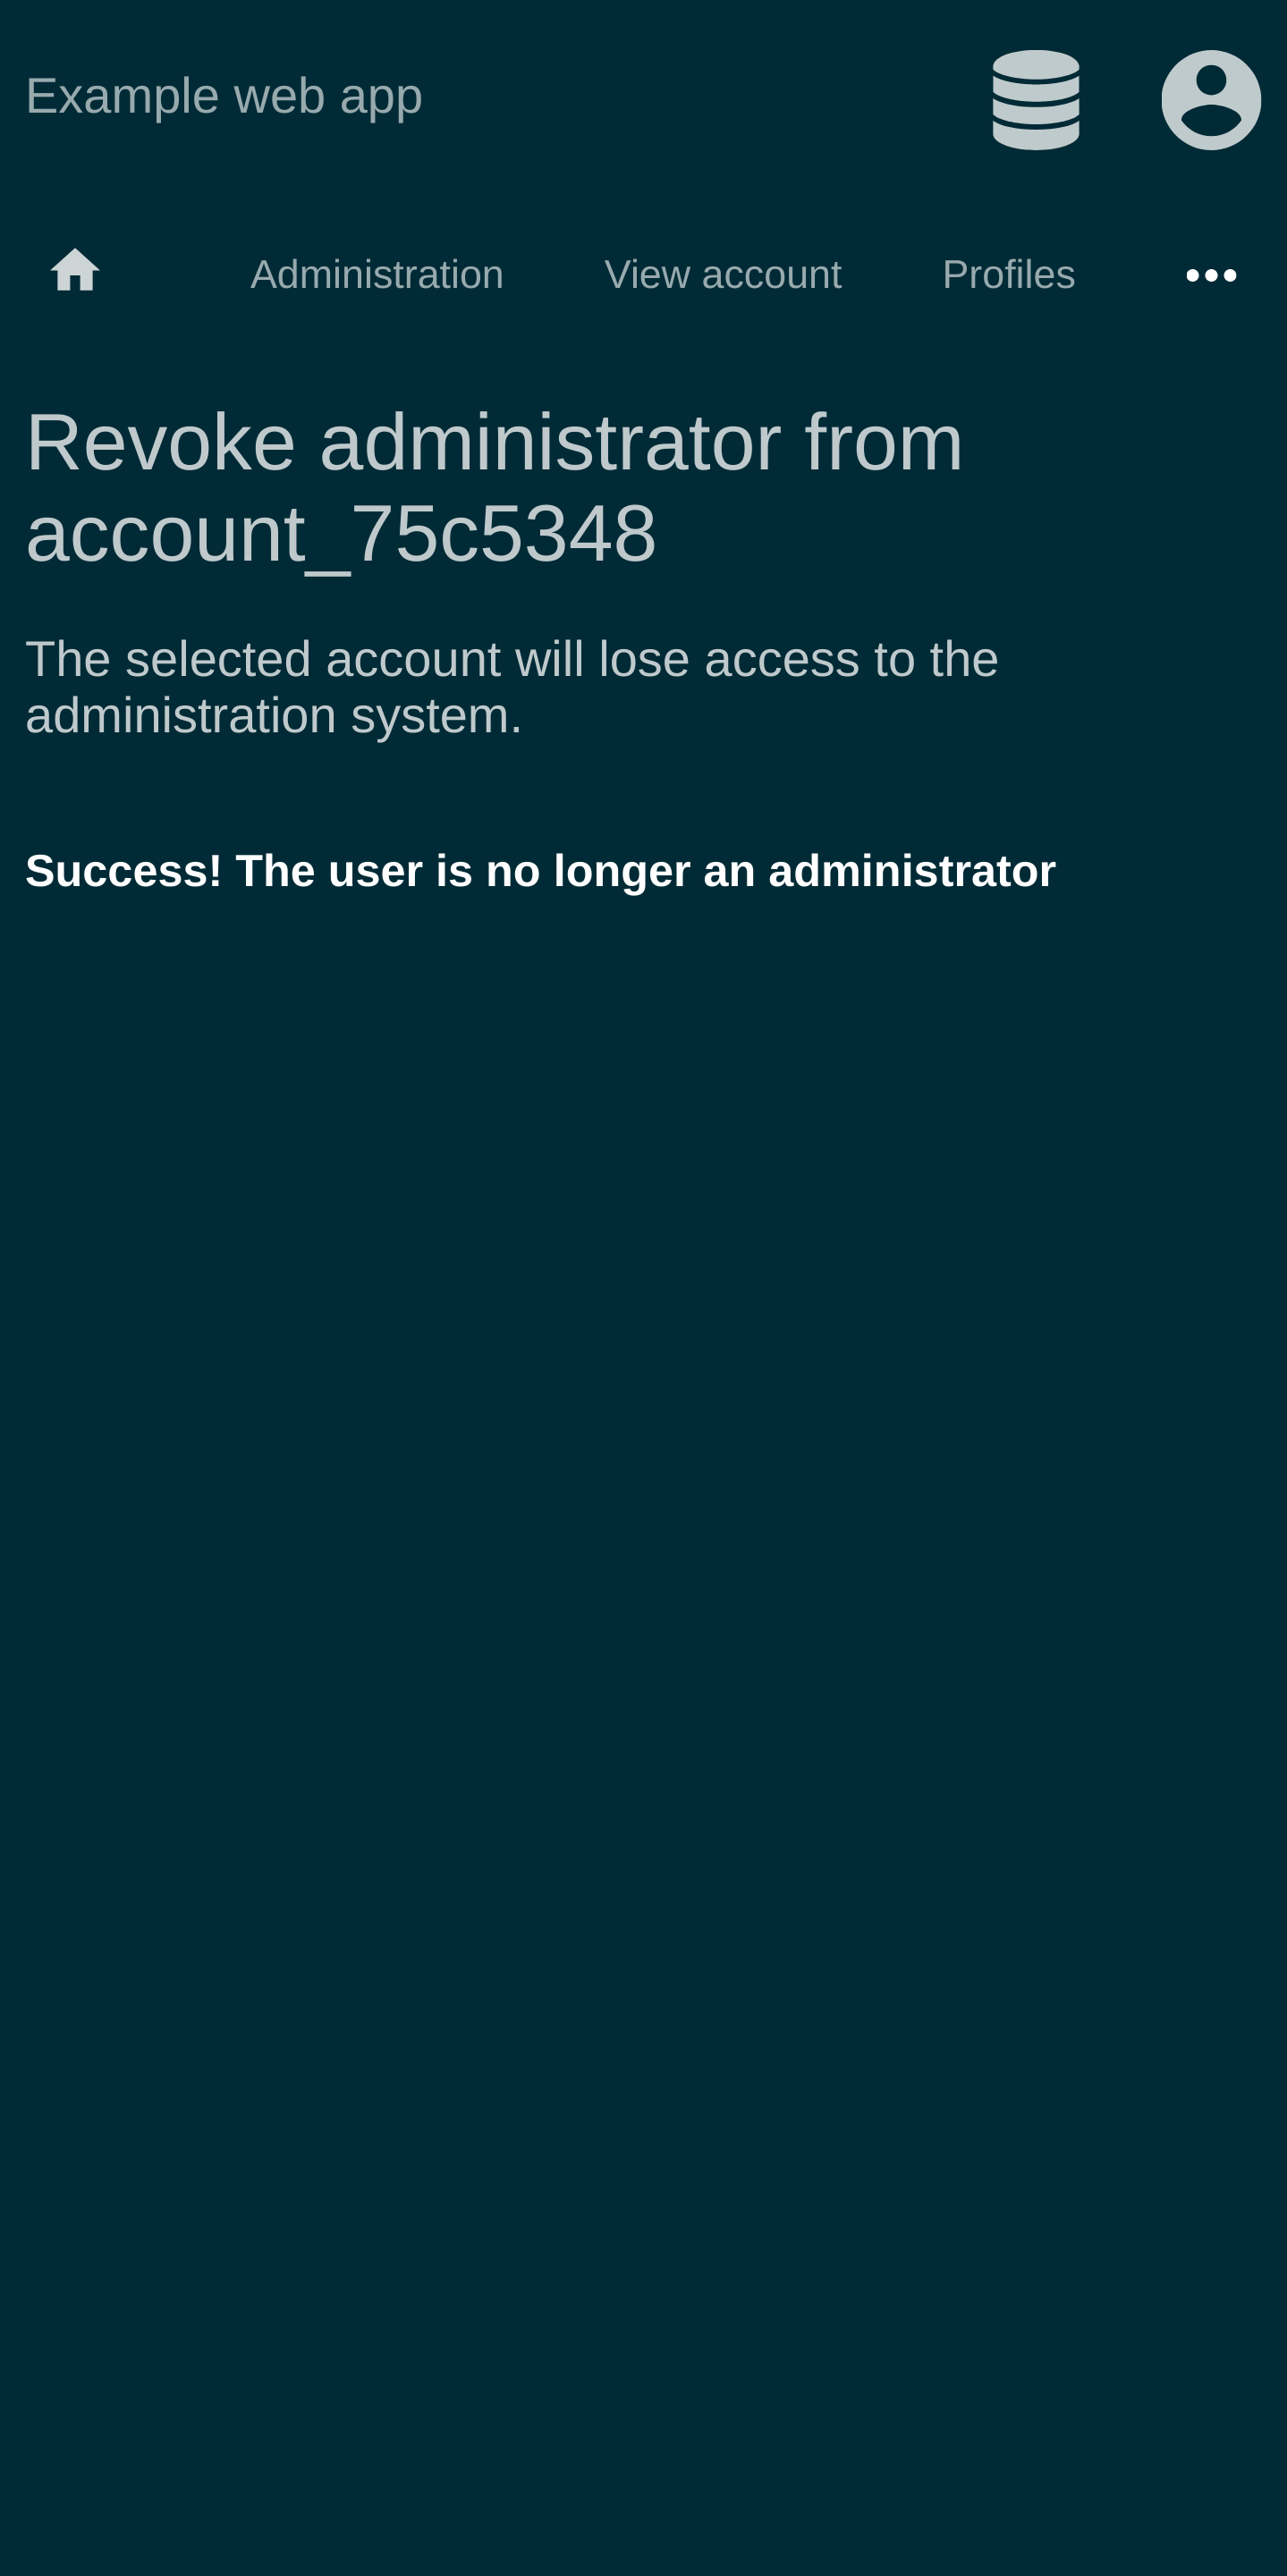 Example web app
Administration View account Profiles
Revoke administrator from
account_75c5348
The selected account will lose access to the
administration system.
Success! The user is no longer an administrator